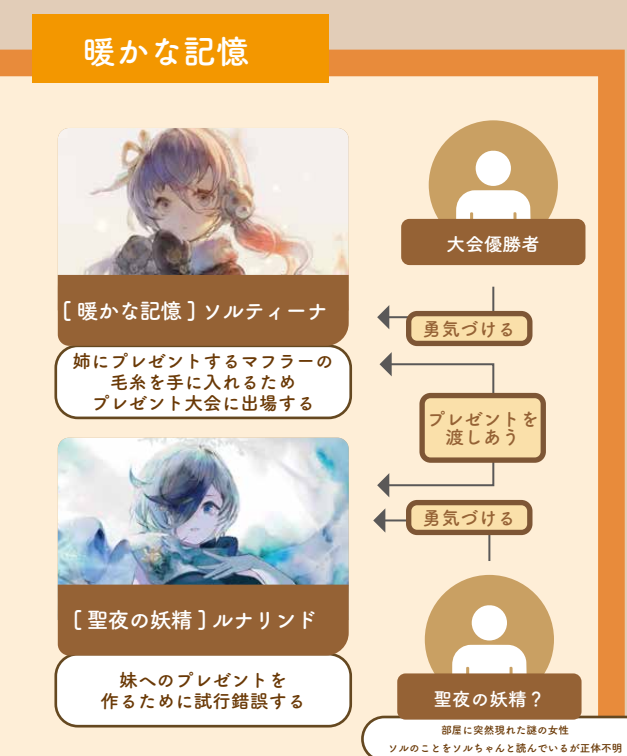 暖かな記憶
大会優勝者
[ 暖かな記憶 ] ソルティーナ
勇気づける
姉にプレゼントするマフラーの
毛糸を手に入れるため
プレゼント大会に出場する
プレゼントを
渡しあう
勇気づける
[ 聖夜の妖精 ] ルナリンド
妹へのプレゼントを
作るために試行錯誤する
聖夜の妖精？
部屋に突然現れた謎の女性
ソルのことをソルちゃんと読んでいるが正体不明